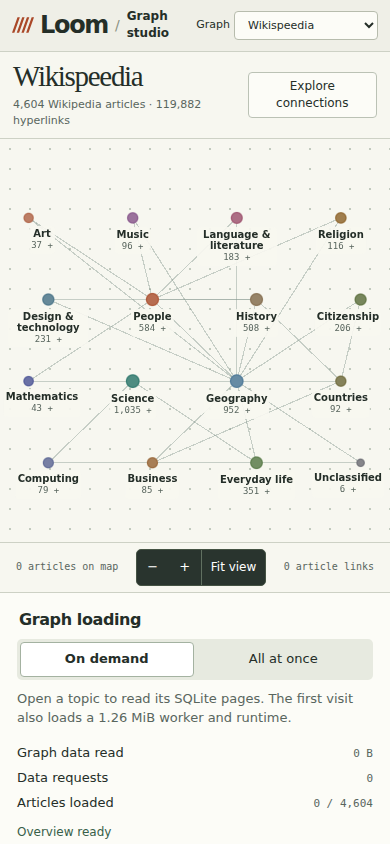 Loom / Graph studio Graph Wikispeedia
Wikispeedia
4,604 Wikipedia articles · 119,882
hyperlinks
Explore
connections
Art
37 +
Music
96 +
Language &
literature
183 +
Religion
116 +
Design &
technology
231 +
People
584 +
History
508 +
Citizenship
206 +
Mathematics
43 +
Science
1,035 +
Geography
952 +
Countries
92 +
Computing
79 +
Business
85 +
Everyday life
351 +
Unclassified
6 +
0 articles on map − + Fit view 0 article links
Graph loading
On demand All at once
Open a topic to read its SQLite pages. The first visit
also loads a 1.26 MiB worker and runtime.
Graph data read 0 B
Data requests 0
Articles loaded 0 / 4,604
Overview ready